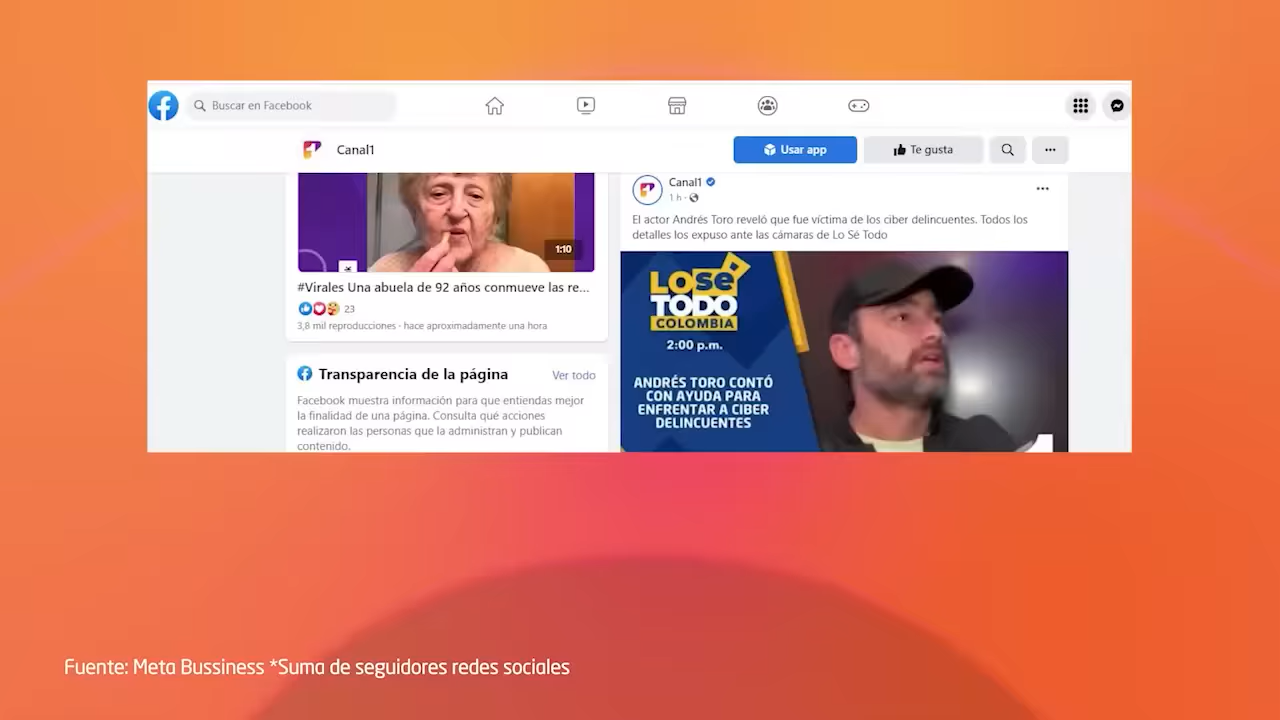 Buscar en Facebook
Canal1
Usar app
Te gusta
1:10
#Virales Una abuela de 92 años conmueve las re...
23
3,8 mil reproducciones · hace aproximadamente una hora
Transparencia de la página
Ver todo
Facebook muestra información para que entiendas mejor
la finalidad de una página. Consulta qué acciones
realizaron las personas que la administran y publican
contenido.
Canal1
1 h ·
El actor Andrés Toro reveló que fue víctima de los ciber delincuentes. Todos los
detalles los expuso ante las cámaras de Lo Sé Todo
LO Sé
TODO
COLOMBIA
2:00 p.m.
ANDRÉS TORO CONTÓ
CON AYUDA PARA
ENFRENTAR A CIBER
DELINCUENTES
Fuente: Meta Bussiness *Suma de seguidores redes sociales